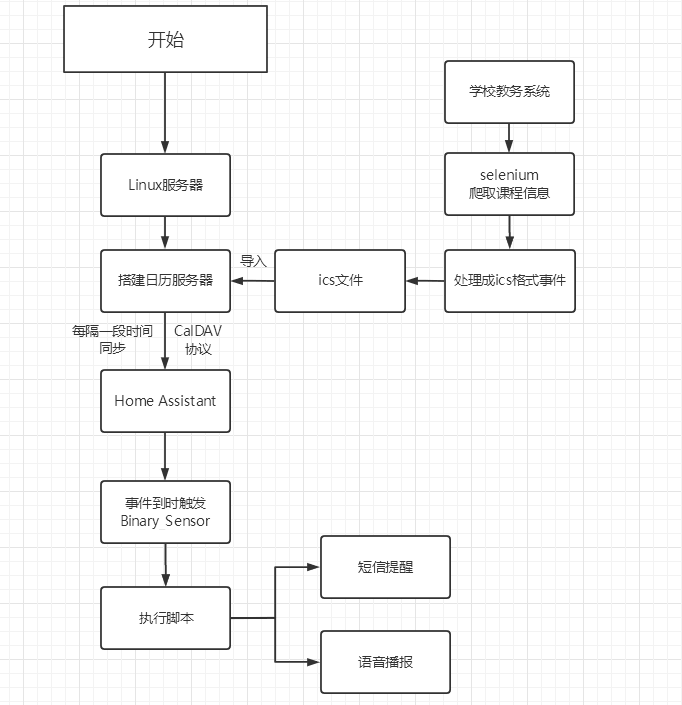 开始
学校教务系统
selenium
爬取课程信息
Linux服务器
导入
搭建日历服务器
ics文件
处理成ics格式事件
每隔一段时间
同步
CalDAV
协议
Home Assistant
事件到时触发
Binary_Sensor
执行脚本
短信提醒
语音播报